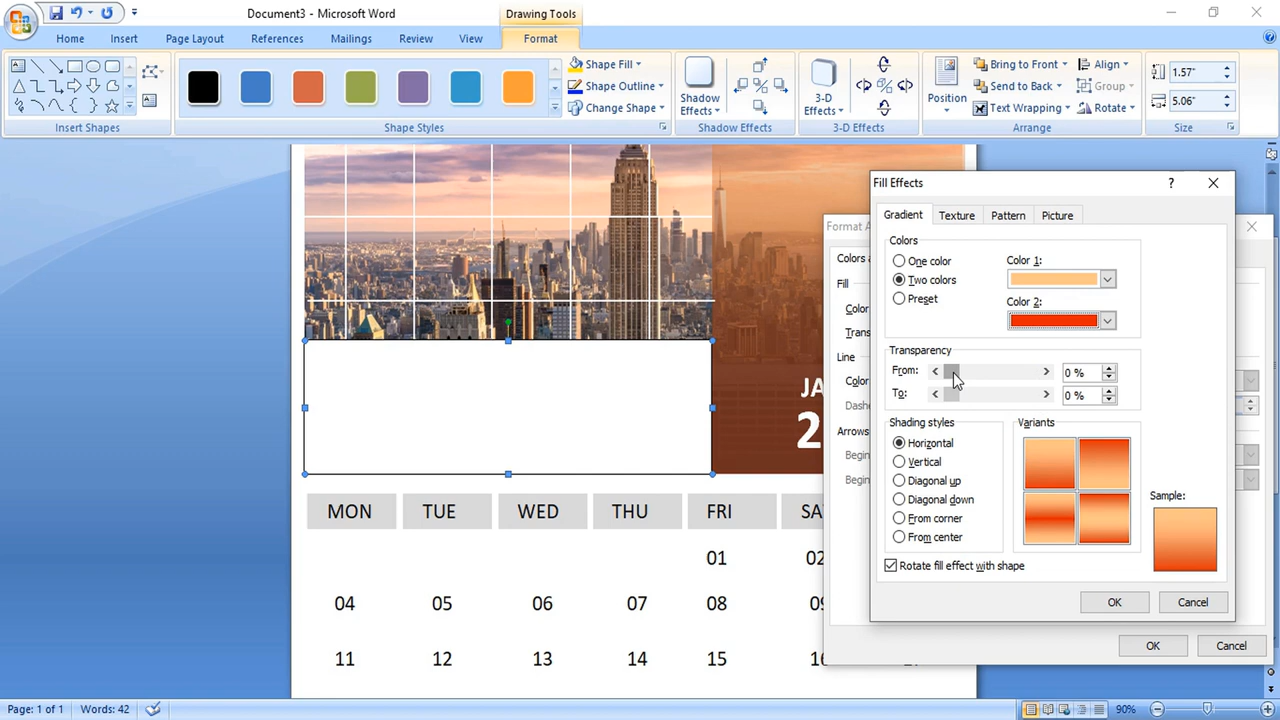 Document3 - Microsoft Word
Drawing Tools
Home Insert Page Layout References Mailings Review View Format
Shape Fill
Shape Outline
Change Shape
Shadow Effects
3-D Effects
Position
Bring to Front
Send to Back
Text Wrapping
Align
Group
Rotate
1.57"
5.06"
Insert Shapes
Shape Styles
Shadow Effects
3-D Effects
Arrange
Size
Fill Effects
Gradient Texture Pattern Picture
Colors
One color
Two colors
Preset
Color 1:
Color 2:
Transparency
From: 0 %
To: 0 %
Shading styles
Horizontal
Vertical
Diagonal up
Diagonal down
From corner
From center
Variants
Sample:
Rotate fill effect with shape
OK Cancel
Format A
Colors a
Fill
Colo
Trans
Line
Colo
Dash
Arrows
Begin
Begin
OK Cancel
JA
2
MON TUE WED THU FRI SA
01 02
04 05 06 07 08 09
11 12 13 14 15 16
Page: 1 of 1 Words: 42 90%